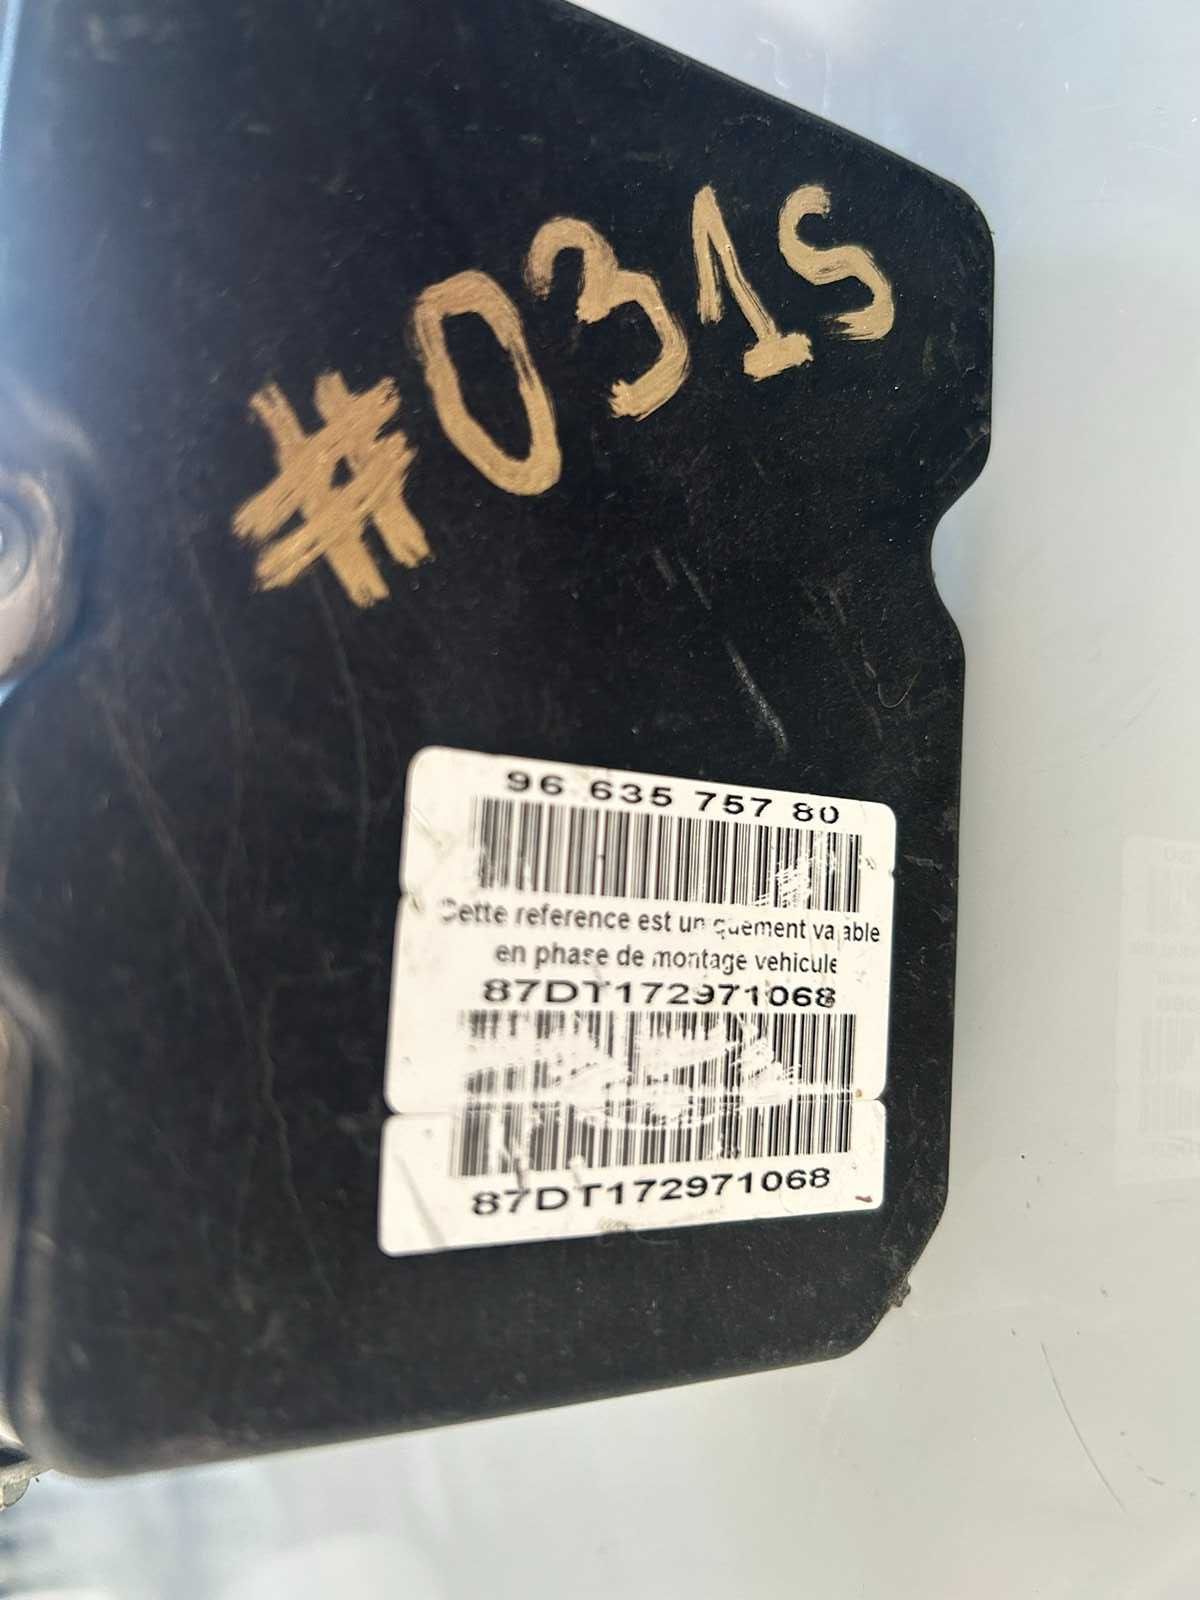 #031S
96 635 757 80
Cette reference est uniquement valable
en phase de montage vehicule
87DT172971068
87DT172971068